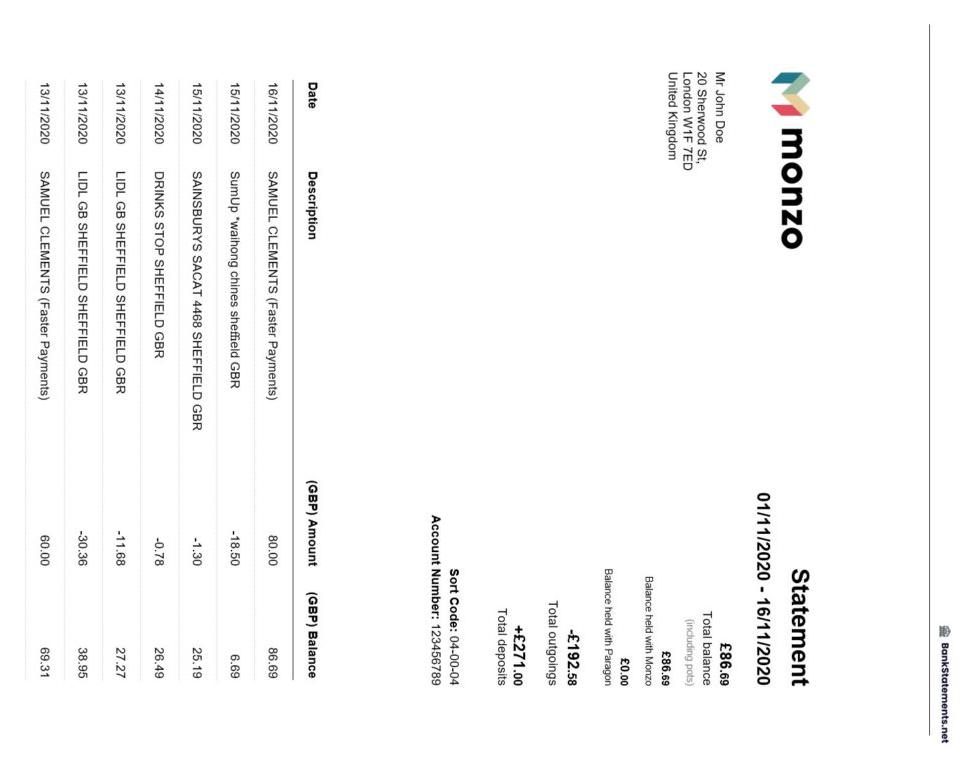 BankStatements.net
monzo
Statement
01/11/2020 - 16/11/2020
Mr John Doe
20 Sherwood St,
London W1F 7ED
United Kingdom
£86.69
Total balance
(including pots)
£86.69
Balance held with Monzo
£0.00
Balance held with Paragon
-£192.58
Total outgoings
+£271.00
Total deposits
Sort Code: 04-00-04
Account Number: 123456789
Date Description (GBP) Amount (GBP) Balance
16/11/2020 SAMUEL CLEMENTS (Faster Payments) 80.00 86.69
15/11/2020 SumUp *waihong chines sheffield GBR -18.50 6.69
15/11/2020 SAINSBURYS SACAT 4468 SHEFFIELD GBR -1.30 25.19
14/11/2020 DRINKS STOP SHEFFIELD GBR -0.78 26.49
13/11/2020 LIDL GB SHEFFIELD SHEFFIELD GBR -11.68 27.27
13/11/2020 LIDL GB SHEFFIELD SHEFFIELD GBR -30.36 38.95
13/11/2020 SAMUEL CLEMENTS (Faster Payments) 60.00 69.31